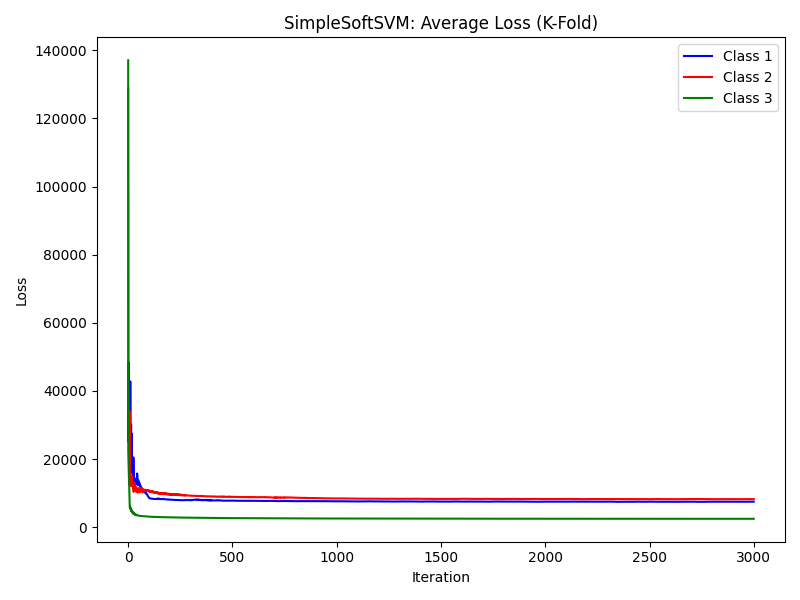 SimpleSoftSVM: Average Loss (K-Fold)
Class 1
Class 2
Class 3
Loss
140000
120000
100000
80000
60000
40000
20000
0
0 500 1000 1500 2000 2500 3000
Iteration